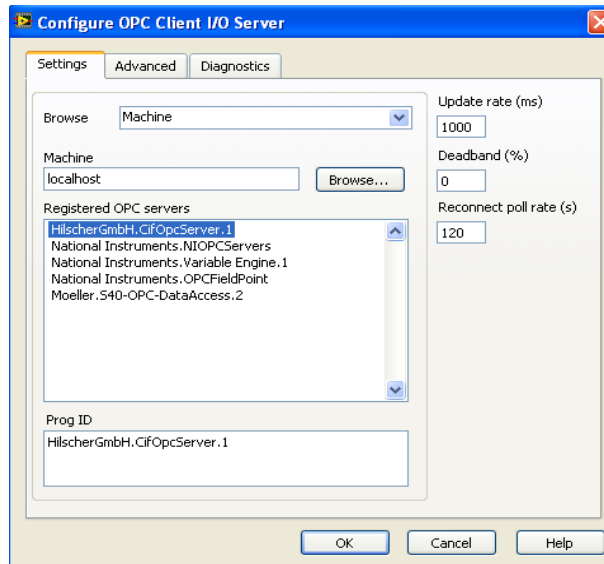 Configure OPC Client I/O Server
Settings
Advanced
Diagnostics
Browse
Machine
Machine
localhost
Browse...
Registered OPC servers
HilscherGmbH.CifOpcServer.1
National Instruments.NIOPCServers
National Instruments.Variable Engine.1
National Instruments.OPCFieldPoint
Moeller.S40-OPC-DataAccess.2
Prog ID
HilscherGmbH.CifOpcServer.1
Update rate (ms)
1000
Deadband (%)
0
Reconnect poll rate (s)
120
OK
Cancel
Help